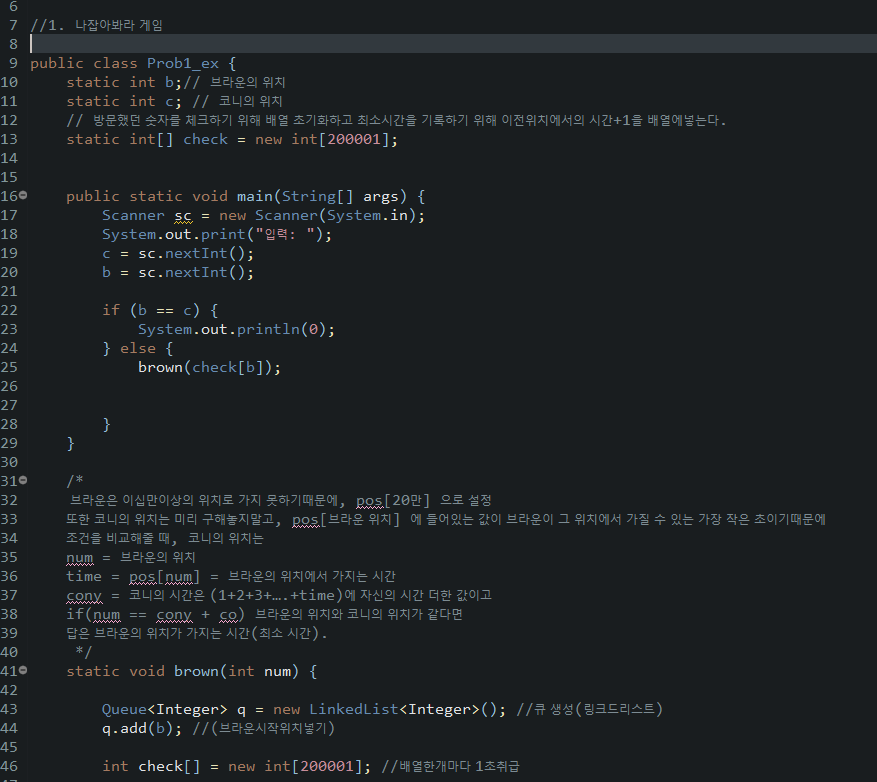 6
7 //1. 나잡아봐라 게임
8
9 public class Prob1_ex {
10 static int b;// 브라운의 위치
11 static int c; // 코니의 위치
12 // 방문했던 숫자를 체크하기 위해 배열 초기화하고 최소시간을 기록하기 위해 이전위치에서의 시간+1을 배열에넣는다.
13 static int[] check = new int[200001];
14
15
16 public static void main(String[] args) {
17 Scanner sc = new Scanner(System.in);
18 System.out.print("입력: ");
19 c = sc.nextInt();
20 b = sc.nextInt();
21
22 if (b == c) {
23 System.out.println(0);
24 } else {
25 brown(check[b]);
26
27
28 }
29 }
30
31 /*
32 브라운은 이십만이상의 위치로 가지 못하기때문에, pos[20만] 으로 설정
33 또한 코니의 위치는 미리 구해놓지말고, pos[브라운 위치] 에 들어있는 값이 브라운이 그 위치에서 가질 수 있는 가장 작은 초이기때문에
34 조건을 비교해줄 때, 코니의 위치는
35 num = 브라운의 위치
36 time = pos[num] = 브라운의 위치에서 가지는 시간
37 cony = 코니의 시간은 (1+2+3+….+time)에 자신의 시간 더한 값이고
38 if(num == cony + co) 브라운의 위치와 코니의 위치가 같다면
39 답은 브라운의 위치가 가지는 시간(최소 시간).
40 */
41 static void brown(int num) {
42
43 Queue<Integer> q = new LinkedList<Integer>(); //큐 생성(링크드리스트)
44 q.add(b); //(브라운시작위치넣기)
45
46 int check[] = new int[200001]; //배열한개마다 1초취급